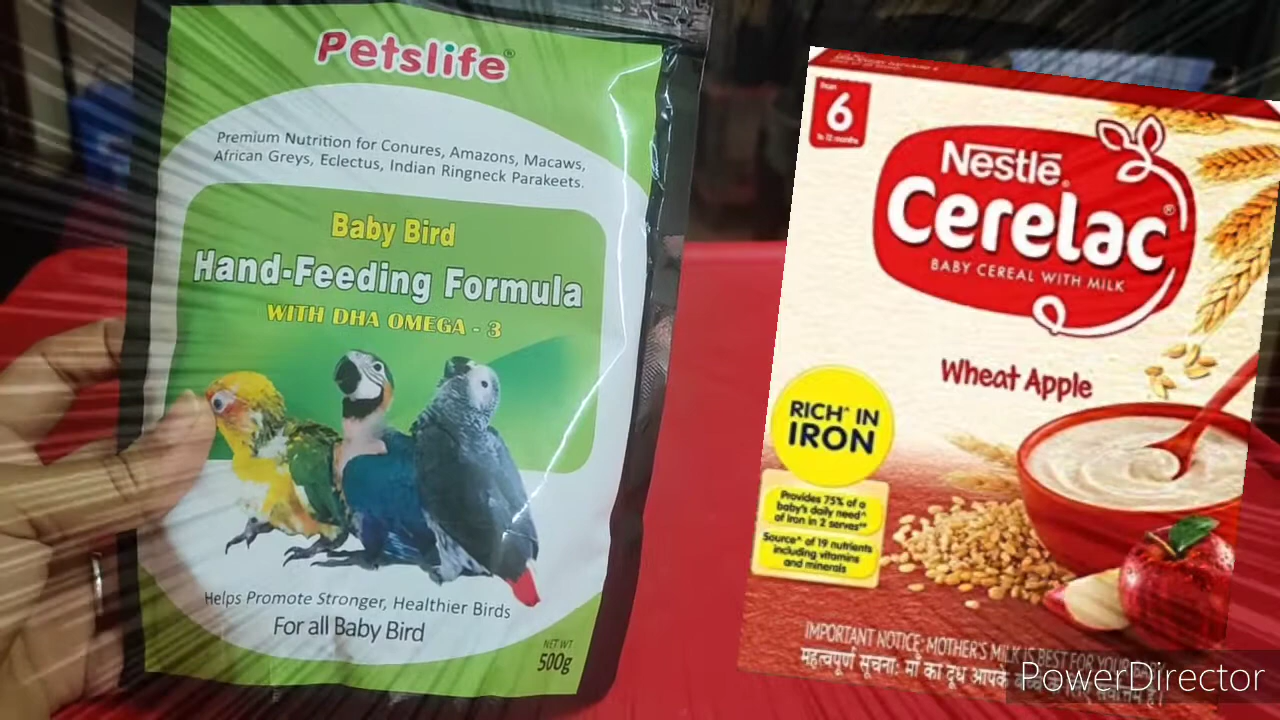 Petslife®
Premium Nutrition for Conures, Amazons, Macaws,
African Greys, Eclectus, Indian Ringneck Parakeets.
Baby Bird
Hand-Feeding Formula
WITH DHA OMEGA - 3
Helps Promote Stronger, Healthier Birds
For all Baby Bird
NET WT
500g
from
6
to 12 months
Nestlé®
Cerelac®
BABY CEREAL WITH MILK
Wheat Apple
RICH^ IN
IRON
Provides 75% of a
baby's daily need^
of Iron in 2 serves**
Source^ of 19 nutrients
including vitamins
and minerals
IMPORTANT NOTICE: MOTHER'S MILK IS BEST FOR YOUR
महत्वपूर्ण सूचना: माँ का दूध आपके
PowerDirector